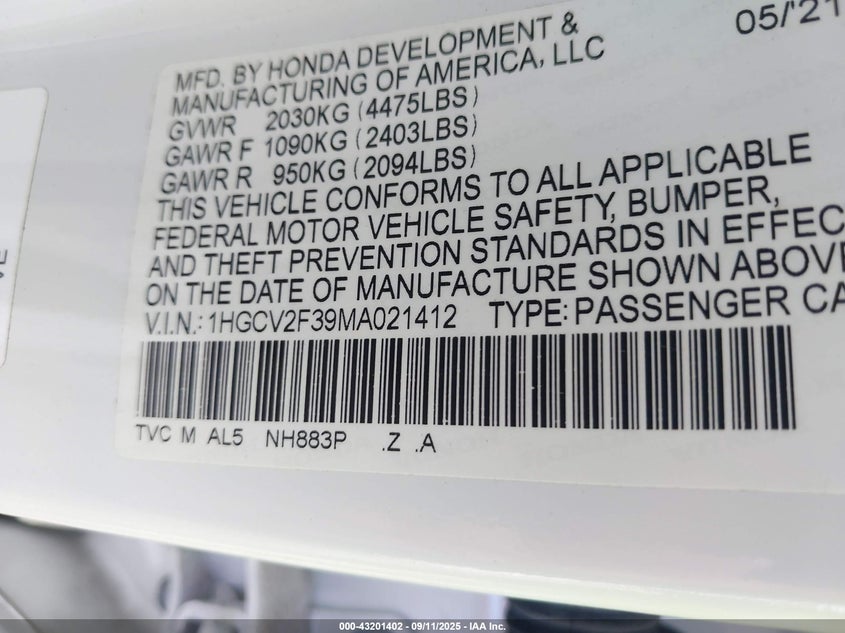 05/'21
MFD. BY HONDA DEVELOPMENT &
MANUFACTURING OF AMERICA, LLC
GVWR 2030KG (4475LBS)
GAWR F 1090KG (2403LBS)
GAWR R 950KG (2094LBS)
THIS VEHICLE CONFORMS TO ALL APPLICABLE
FEDERAL MOTOR VEHICLE SAFETY, BUMPER,
AND THEFT PREVENTION STANDARDS IN EFFEC
ON THE DATE OF MANUFACTURE SHOWN ABOVE
V.I.N.: 1HGCV2F39MA021412 TYPE: PASSENGER CA
TVC M AL5 NH883P .Z .A
000-43201402 - 09/11/2025 - IAA Inc.